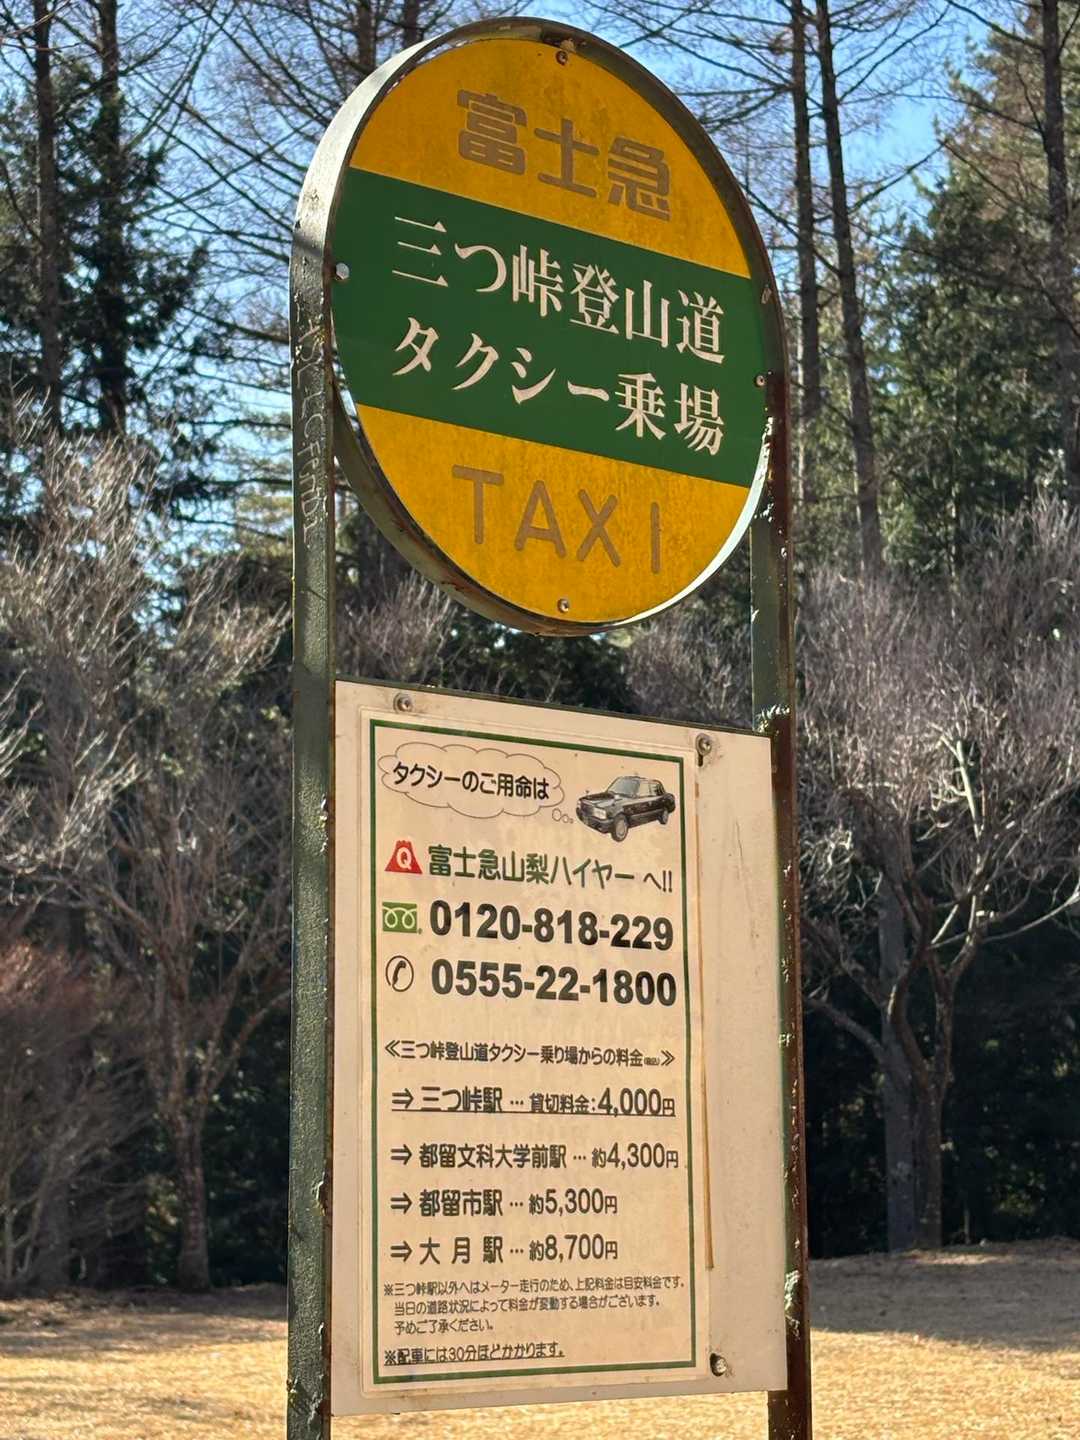 富士急
三つ峠登山道
タクシー乗場
TAXI
タクシーのご用命は
Q 富士急山梨ハイヤー へ!!
0120-818-229
0555-22-1800
≪三つ峠登山道タクシー乗り場からの料金(税込)≫
⇒ 三つ峠駅 … 貸切料金:4,000円
⇒ 都留文科大学前駅 … 約4,300円
⇒ 都留市駅 … 約5,300円
⇒ 大月駅 … 約8,700円
※三つ峠駅以外へはメーター走行のため、上記料金は目安料金です。
当日の道路状況によって料金が変動する場合がございます。
予めご了承ください。
※配車には30分ほどかかります。